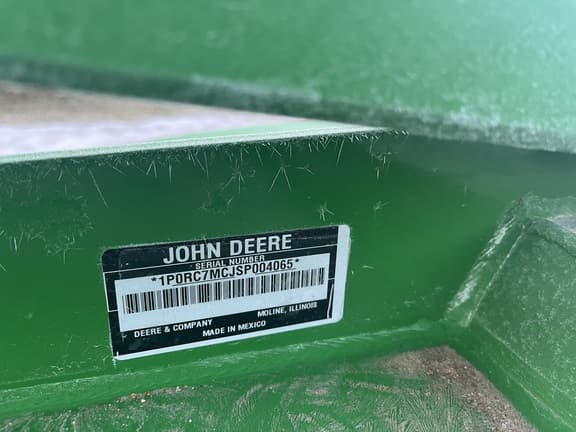 JOHN DEERE
SERIAL NUMBER
*1P0RC7MCJSP004065*
DEERE & COMPANY MOLINE, ILLINOIS
MADE IN MEXICO